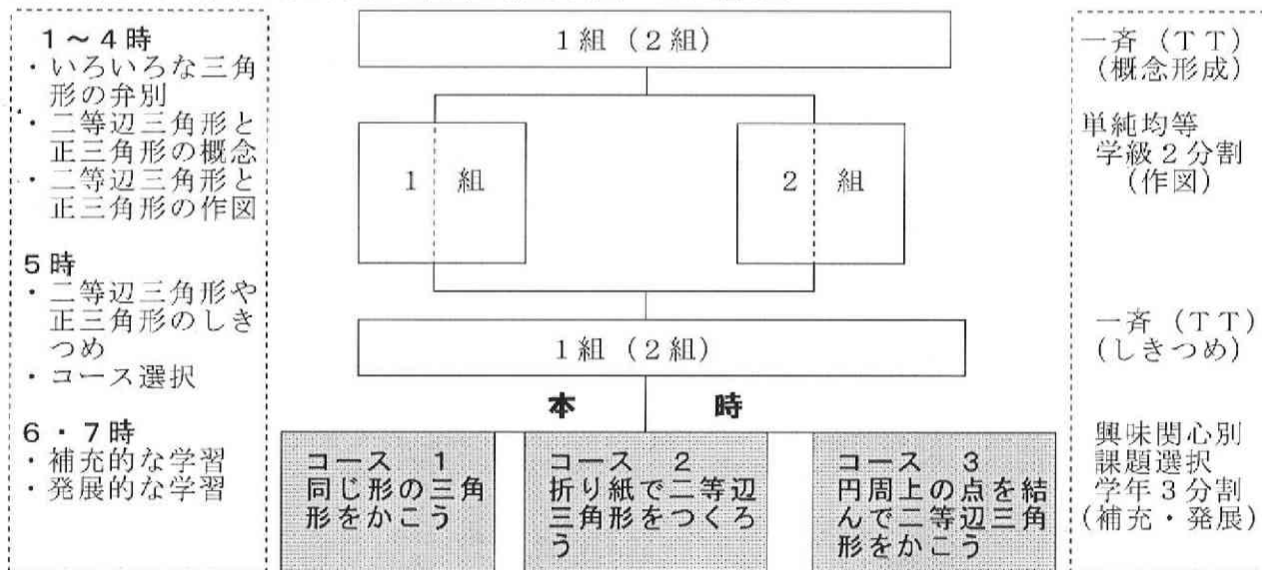 1～4時
・いろいろな三角
形の弁別
・二等辺三角形と
正三角形の概念
・二等辺三角形と
正三角形の作図
5時
・二等辺三角形や
正三角形のしき
つめ
・コース選択
6・7時
・補充的な学習
・発展的な学習
1組（2組）
1 組
2 組
1組（2組）
本 時
コース 1
同じ形の三角
形をかこう
コース 2
折り紙で二等辺
三角形をつくろ
う
コース 3
円周上の点を結
んで二等辺三角
形をかこう
一斉（TT）
（概念形成）
単純均等
学級2分割
（作図）
一斉（TT）
（しきつめ）
興味関心別
課題選択
学年3分割
（補充・発展）